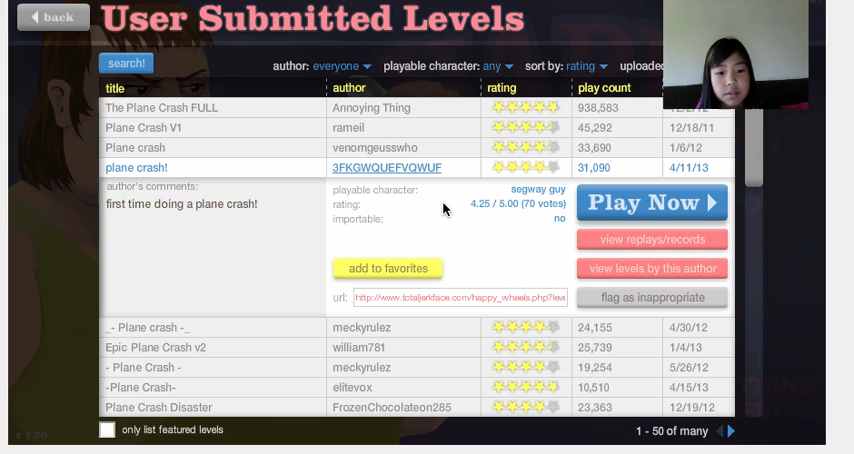 back
User Submitted Levels
search!
author: everyone playable character: any sort by: rating uploaded
title author rating play count
The Plane Crash FULL Annoying Thing 938,583 12/2/12
Plane Crash V1 rameil 45,292 12/18/11
Plane crash venomgeusswho 33,690 1/6/12
plane crash! 3FKGWQUEFVQWUF 31,090 4/11/13
author's comments:
first time doing a plane crash!
playable character: segway guy
rating: 4.25 / 5.00 (70 votes)
importable: no
Play Now
view replays/records
add to favorites
view levels by this author
url: http://www.totaljerkface.com/happy_wheels.php?leve
flag as inappropriate
_- Plane crash -_ meckyrulez 24,155 4/30/12
Epic Plane Crash v2 william781 25,739 1/4/13
- Plane Crash - meckyrulez 19,254 5/26/12
-Plane Crash- elitevox 10,510 4/15/13
Plane Crash Disaster FrozenChocolateon285 23,363 12/19/12
only list featured levels
1 - 50 of many
v 1.70